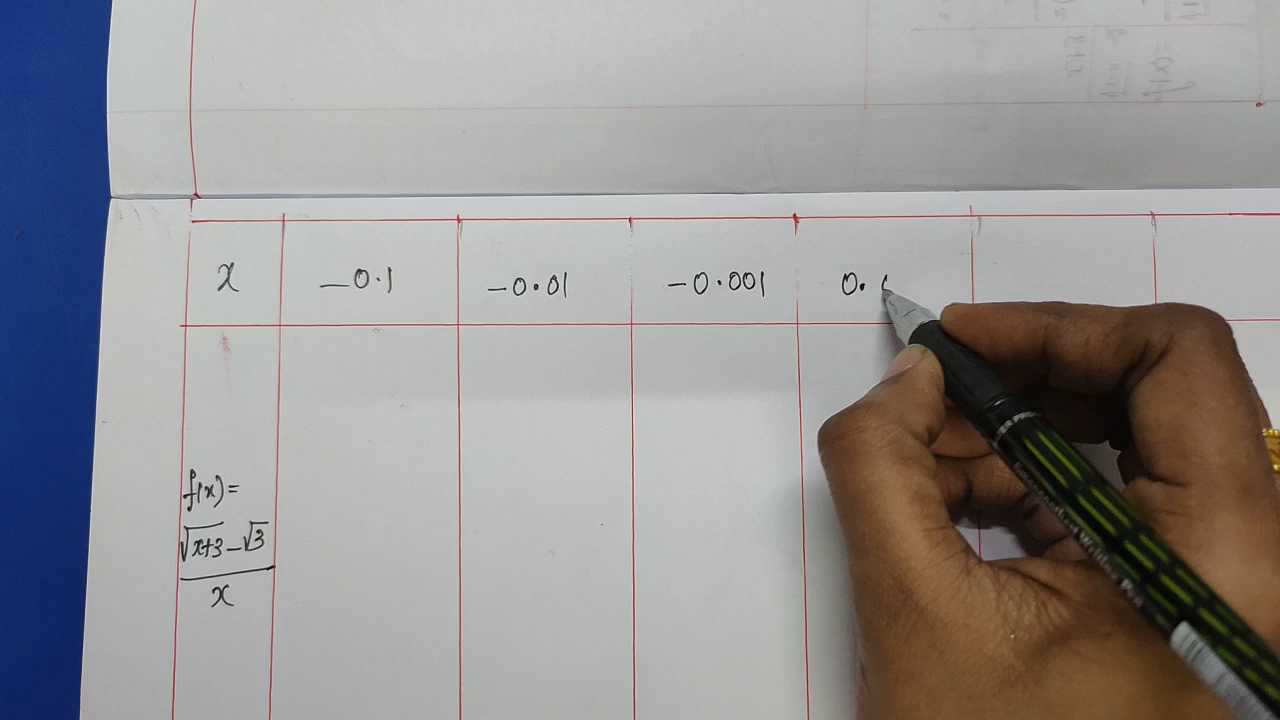 x −0.1 −0.01 −0.001 0.
f(x)=
√x+3 − √3
x